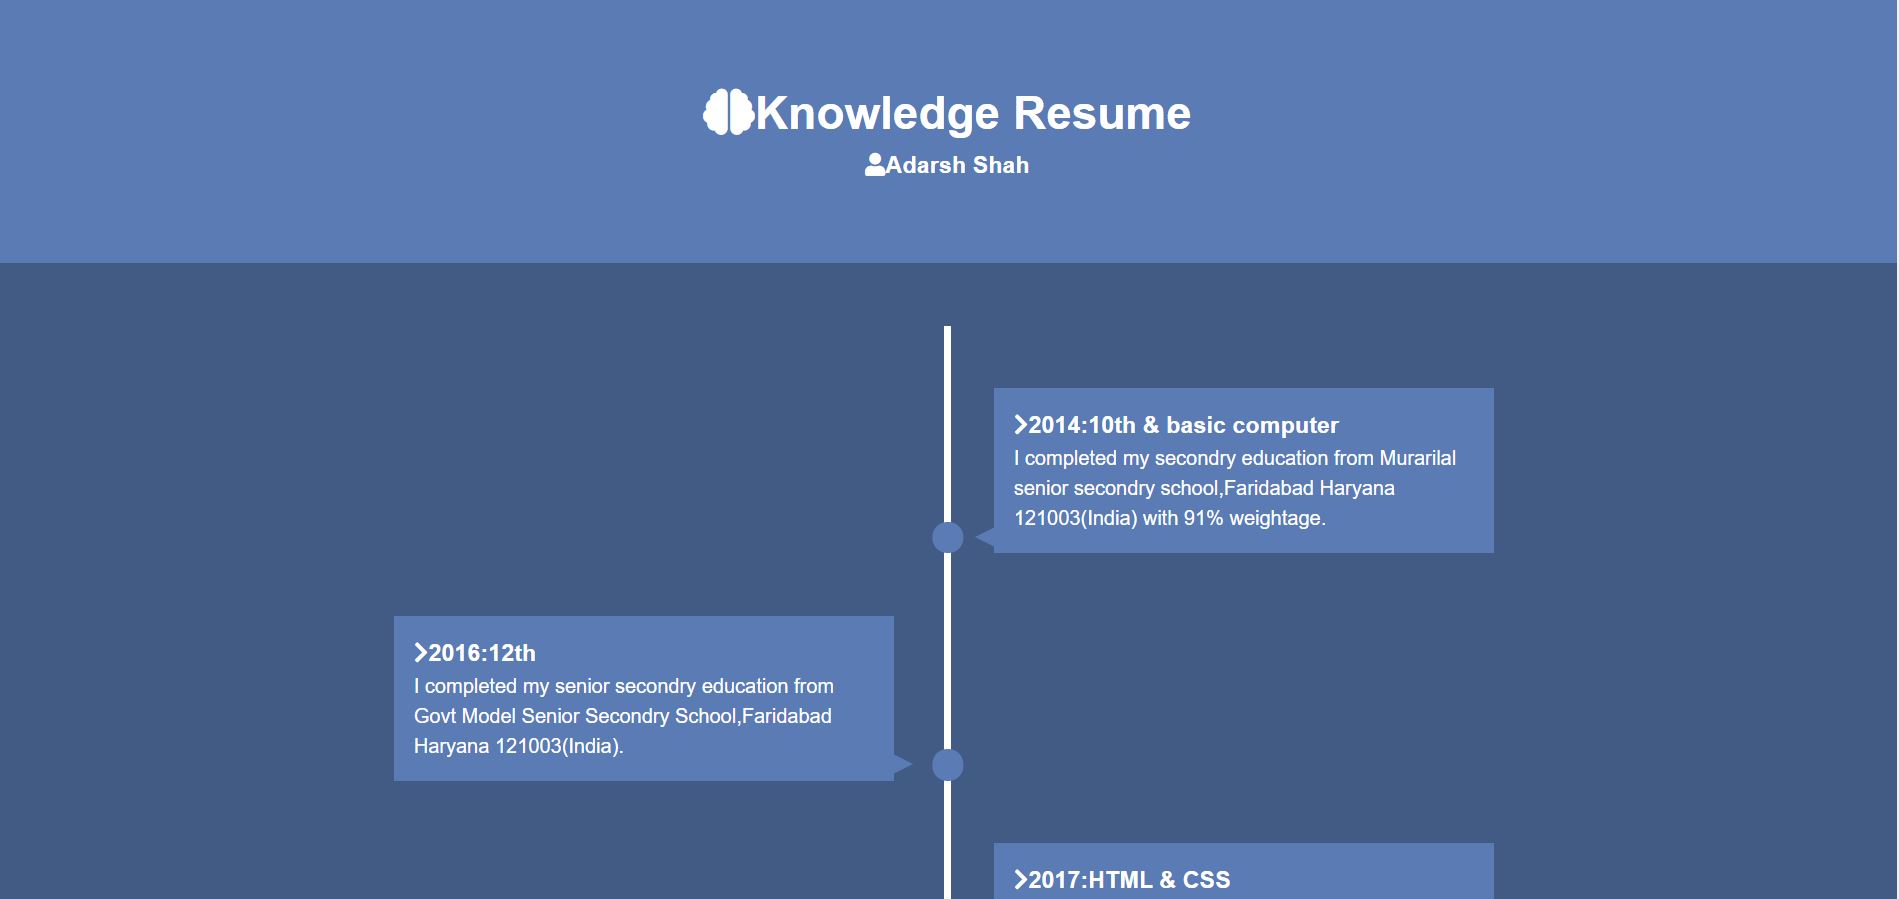 Knowledge Resume
Adarsh Shah
2014:10th & basic computer
I completed my secondry education from Murarilal
senior secondry school,Faridabad Haryana
121003(India) with 91% weightage.
2016:12th
I completed my senior secondry education from
Govt Model Senior Secondry School,Faridabad
Haryana 121003(India).
2017:HTML & CSS